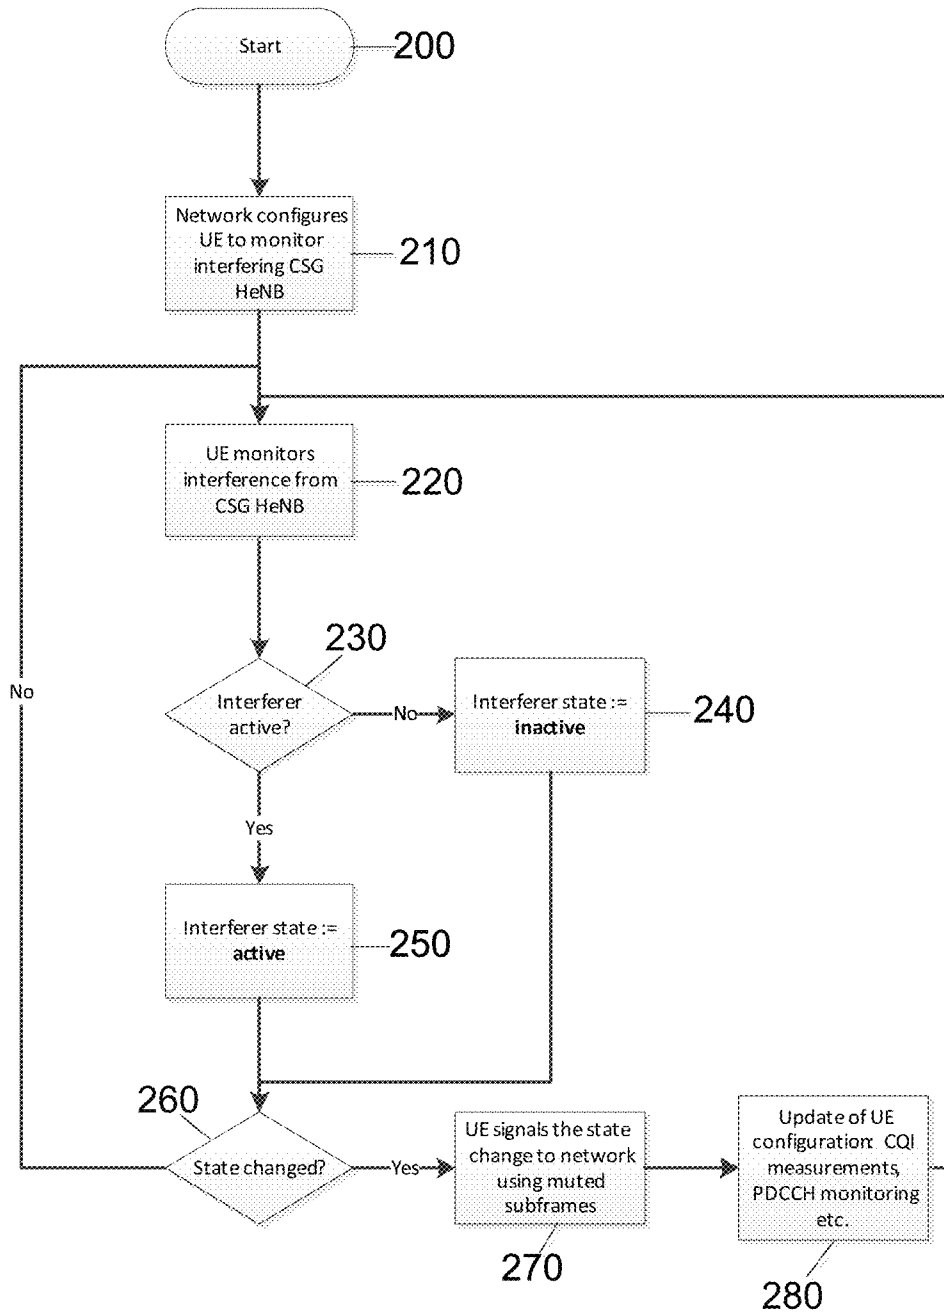 Start
200
Network configures
UE to monitor
interfering CSG
HeNB
210
UE monitors
interference from
CSG HeNB
220
230
No
Interferer
active?
No
Interferer state :=
inactive
240
Yes
Interferer state :=
active
250
260
State changed?
Yes
UE signals the state
change to network
using muted
subframes
270
Update of UE
configuration: CQI
measurements,
PDCCH monitoring
etc.
280